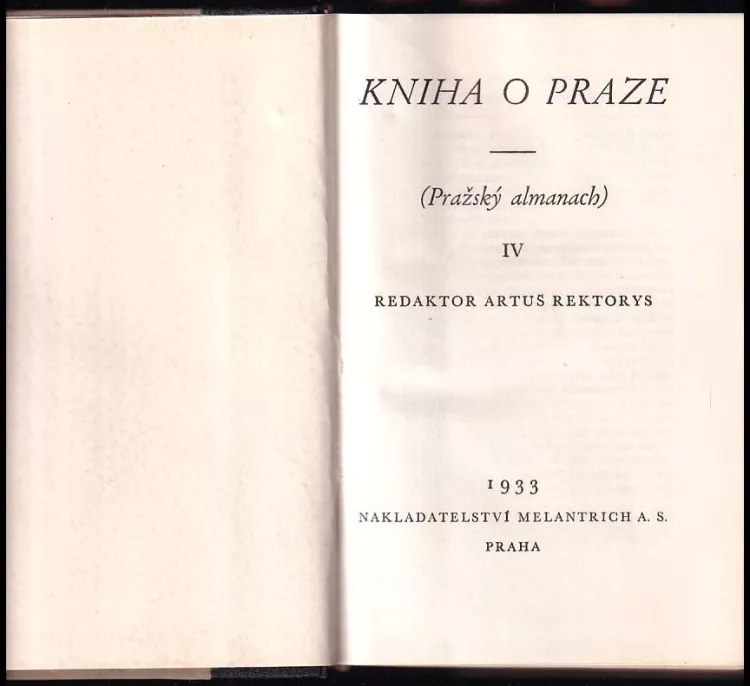 KNIHA O PRAZE
(Pražský almanach)
IV
REDAKTOR ARTUŠ REKTORYS
1933
NAKLADATELSTVÍ MELANTRICH A. S.
PRAHA